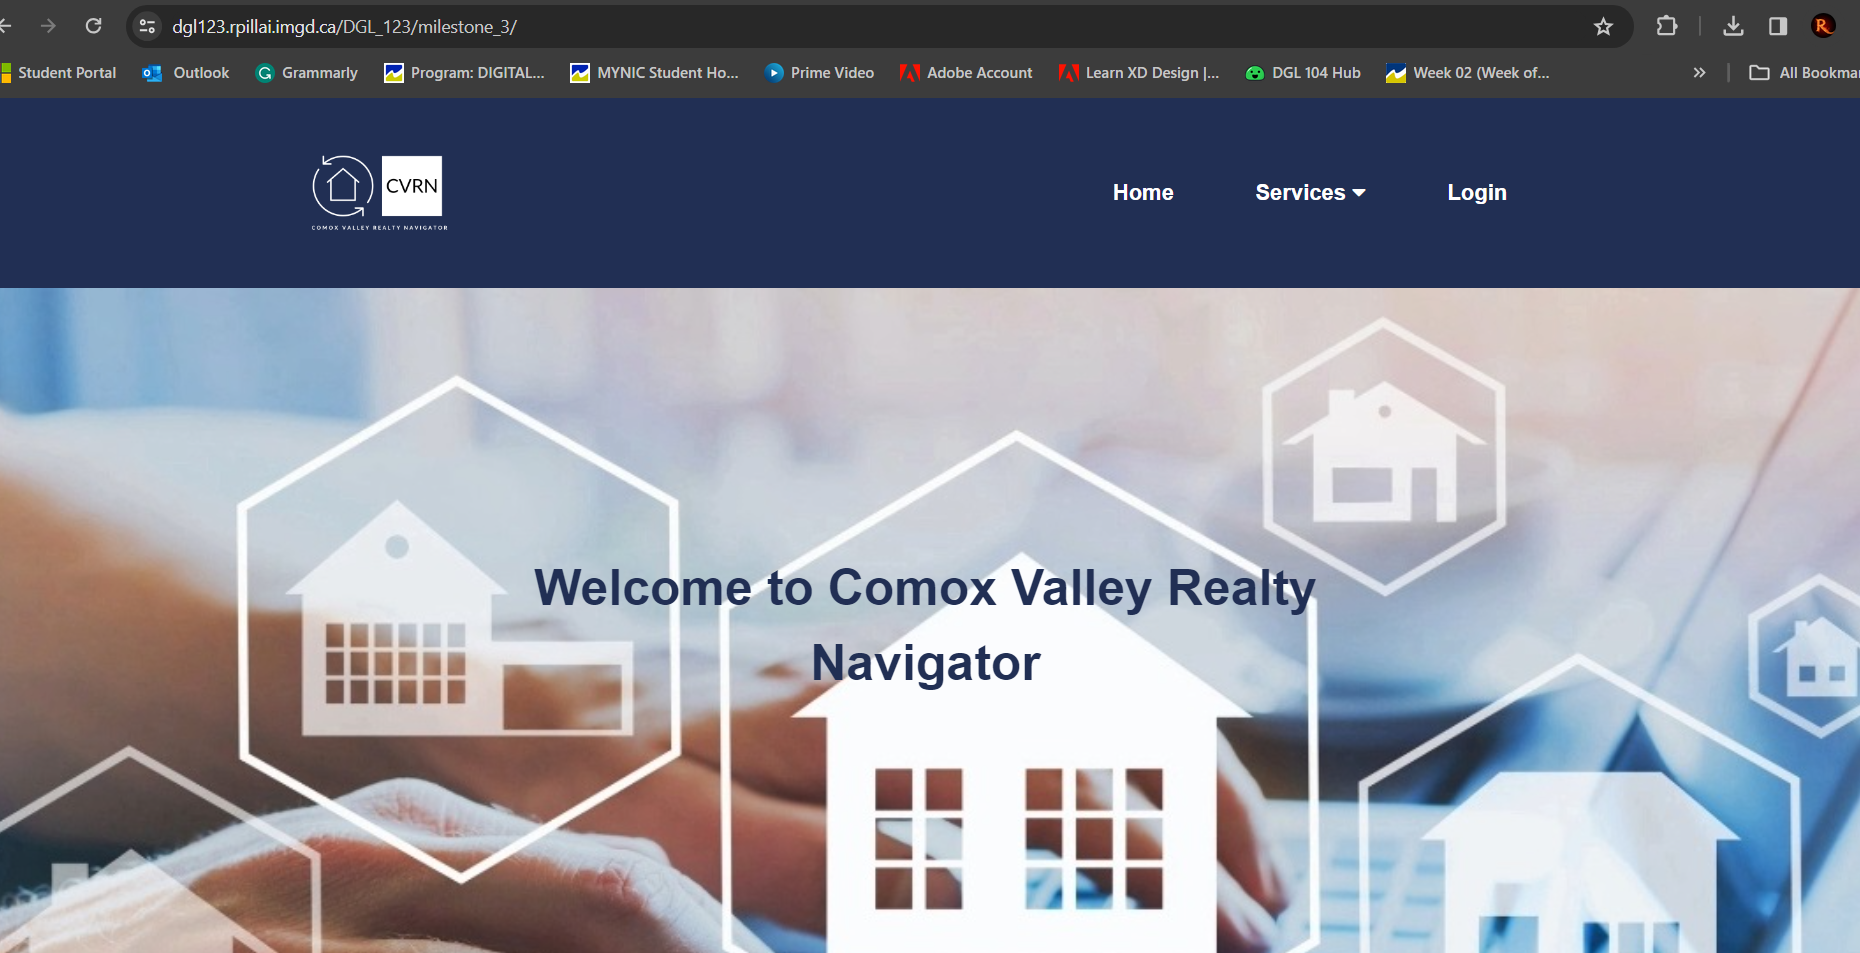 dgl123.rpillai.imgd.ca/DGL_123/milestone_3/
R
Student Portal Outlook Grammarly Program: DIGITAL... MYNIC Student Ho... Prime Video Adobe Account Learn XD Design |... DGL 104 Hub Week 02 (Week of... » All Bookmar
CVRN
COMOX VALLEY REALTY NAVIGATOR
Home Services Login
Welcome to Comox Valley Realty
Navigator